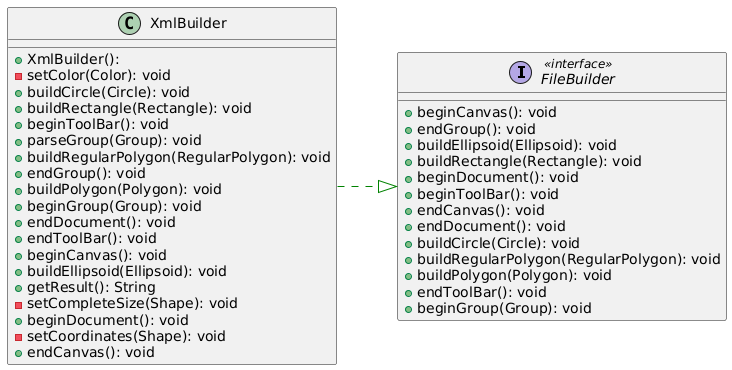 C XmlBuilder
XmlBuilder():
setColor(Color): void
buildCircle(Circle): void
buildRectangle(Rectangle): void
beginToolBar(): void
parseGroup(Group): void
buildRegularPolygon(RegularPolygon): void
endGroup(): void
buildPolygon(Polygon): void
beginGroup(Group): void
endDocument(): void
endToolBar(): void
beginCanvas(): void
buildEllipsoid(Ellipsoid): void
getResult(): String
setCompleteSize(Shape): void
beginDocument(): void
setCoordinates(Shape): void
endCanvas(): void
I «interface»
FileBuilder
beginCanvas(): void
endGroup(): void
buildEllipsoid(Ellipsoid): void
buildRectangle(Rectangle): void
beginDocument(): void
beginToolBar(): void
endCanvas(): void
endDocument(): void
buildCircle(Circle): void
buildRegularPolygon(RegularPolygon): void
buildPolygon(Polygon): void
endToolBar(): void
beginGroup(Group): void